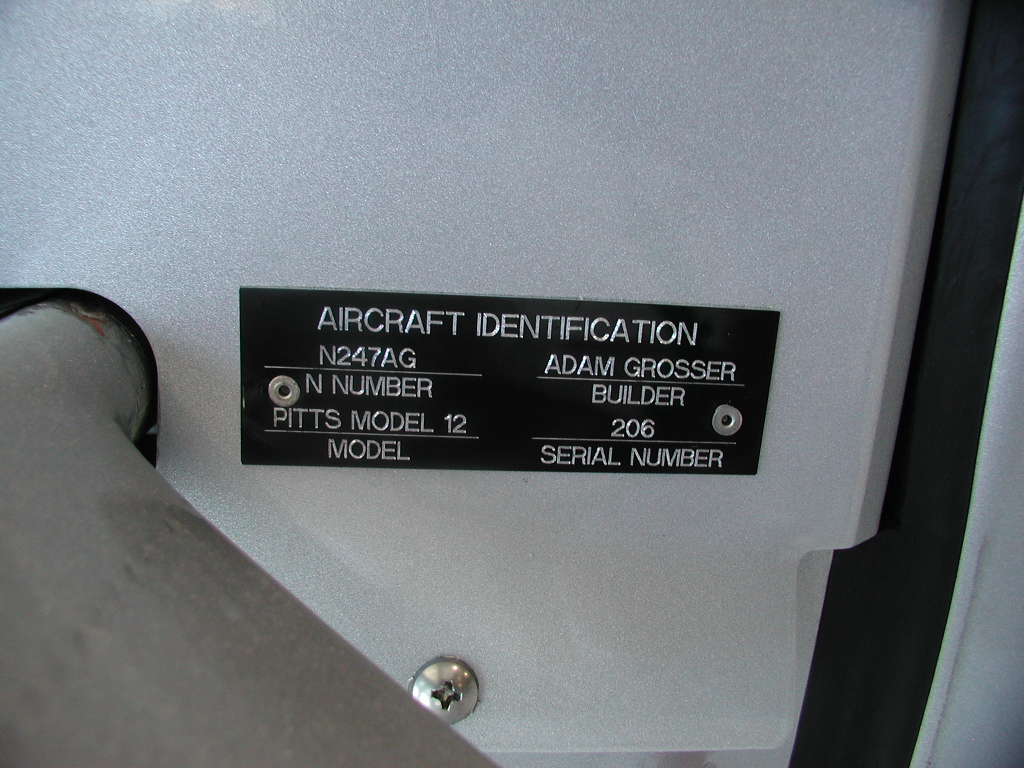 AIRCRAFT IDENTIFICATION
N247AG
N NUMBER
PITTS MODEL 12
MODEL
ADAM GROSSER
BUILDER
206
SERIAL NUMBER